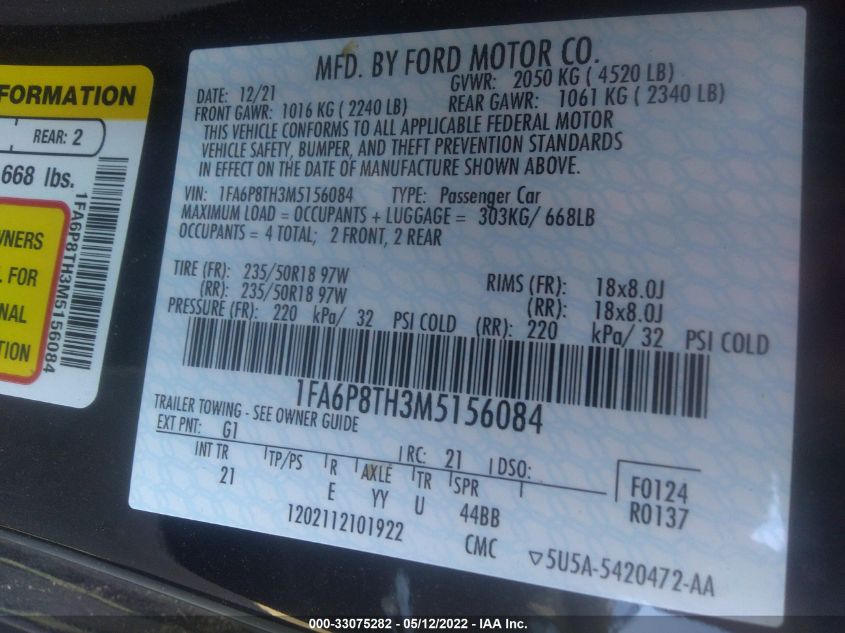 FORMATION
REAR: 2
668 lbs.
1FA6P8TH3M5156084
WNERS
L FOR
NAL
TION
MFD. BY FORD MOTOR CO.
DATE: 12/21 GVWR: 2050 KG ( 4520 LB)
FRONT GAWR: 1016 KG ( 2240 LB) REAR GAWR: 1061 KG ( 2340 LB)
THIS VEHICLE CONFORMS TO ALL APPLICABLE FEDERAL MOTOR
VEHICLE SAFETY, BUMPER, AND THEFT PREVENTION STANDARDS
IN EFFECT ON THE DATE OF MANUFACTURE SHOWN ABOVE.
VIN: 1FA6P8TH3M5156084 TYPE: Passenger Car
MAXIMUM LOAD = OCCUPANTS + LUGGAGE = 303KG/ 668LB
OCCUPANTS = 4 TOTAL; 2 FRONT, 2 REAR
TIRE (FR): 235/50R18 97W RIMS (FR): 18x8.0J
(RR): 235/50R18 97W (RR): 18x8.0J
PRESSURE (FR): 220 kPa/ 32 PSI COLD (RR): 220 kPa/ 32 PSI COLD
1FA6P8TH3M5156084
TRAILER TOWING - SEE OWNER GUIDE
EXT PNT: G1 RC: 21 DSO:
INT TR TP/PS R AXLE TR SPR F0124
21 E YY U 44BB R0137
1202112101922 CMC ▽5U5A-5420472-AA
000-33075282 - 05/12/2022 - IAA Inc.